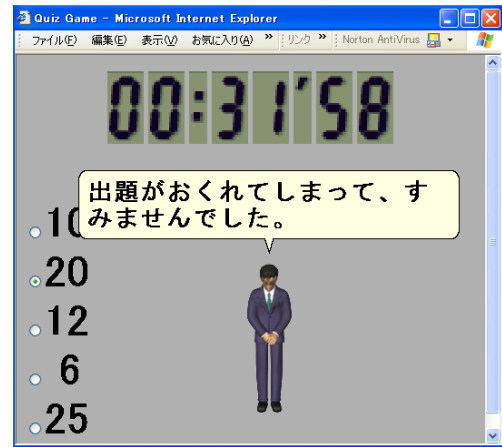 Quiz Game - Microsoft Internet Explorer
ファイル(F) 編集(E) 表示(V) お気に入り(A) » リンク » Norton AntiVirus
00:31'58
出題がおくれてしまって、す
みませんでした。
10
20
12
6
25